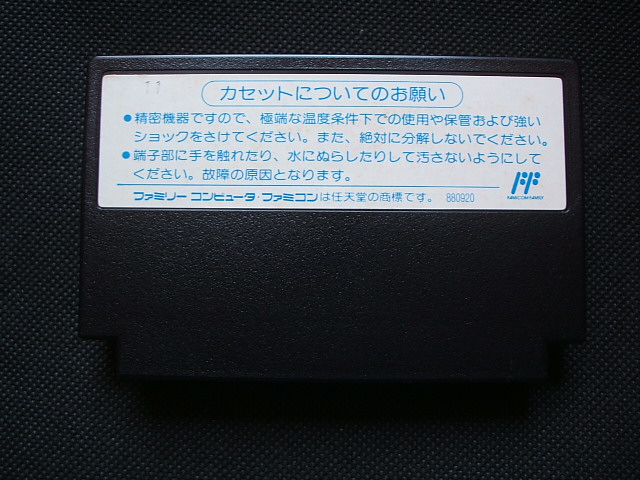 11
カセットについてのお願い
●精密機器ですので、極端な温度条件下での使用や保管および強い
ショックをさけてください。また、絶対に分解しないでください。
●端子部に手を触れたり、水にぬらしたりして汚さないようにして
ください。故障の原因となります。
ファミリーコンピュータ・ファミコンは任天堂の商標です。 880920